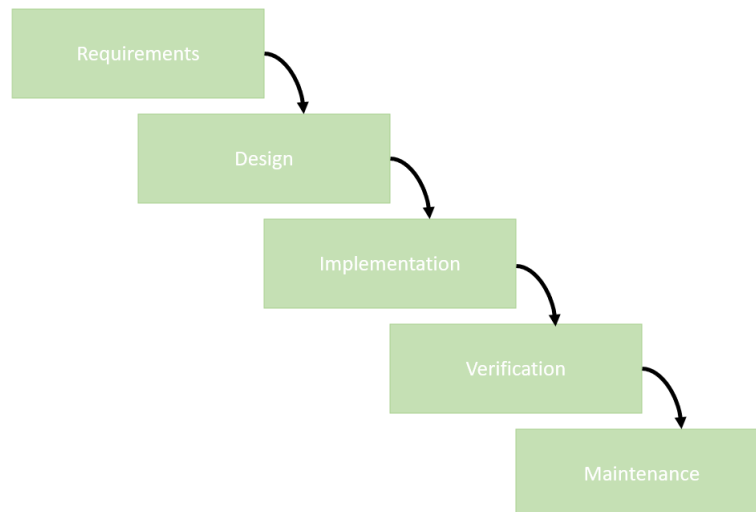 Requirements
Design
Implementation
Verification
Maintenance